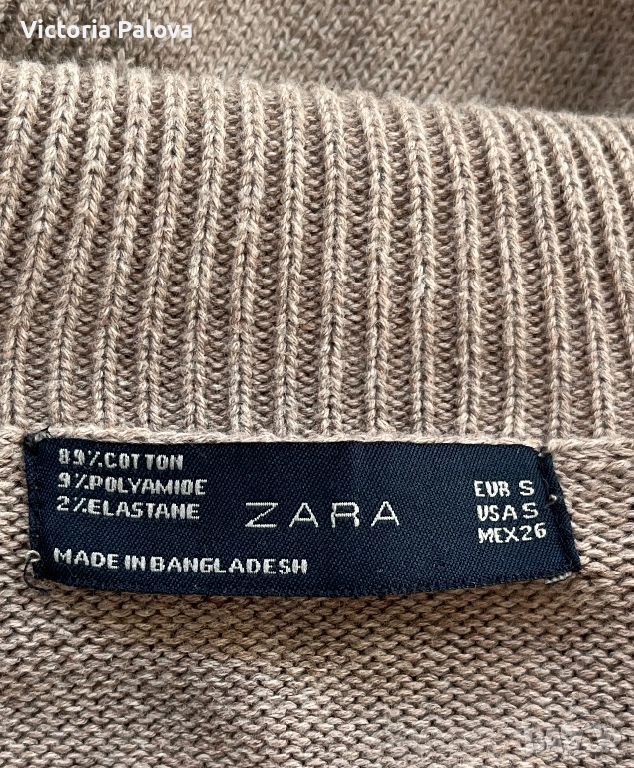 Victoria Palova
89% COTTON
9% POLYAMIDE
2% ELASTANE
ZARA
EUR S
USA S
MEX 26
MADE IN BANGLADESH